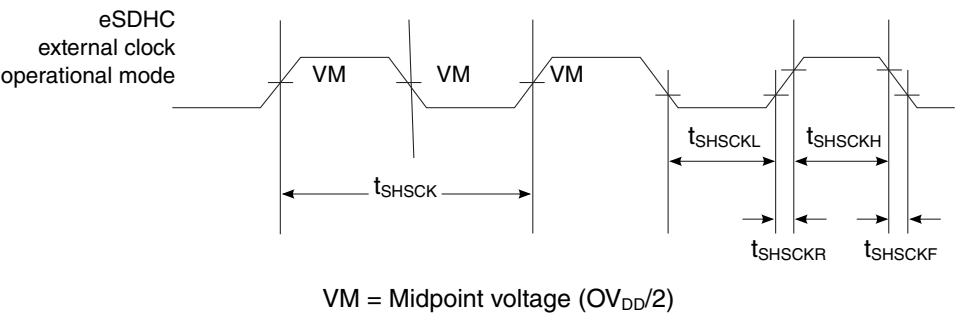 eSDHC
external clock
operational mode
VM VM VM
tSHSCKL tSHSCKH
tSHSCK
tSHSCKR tSHSCKF
VM = Midpoint voltage (OVDD/2)